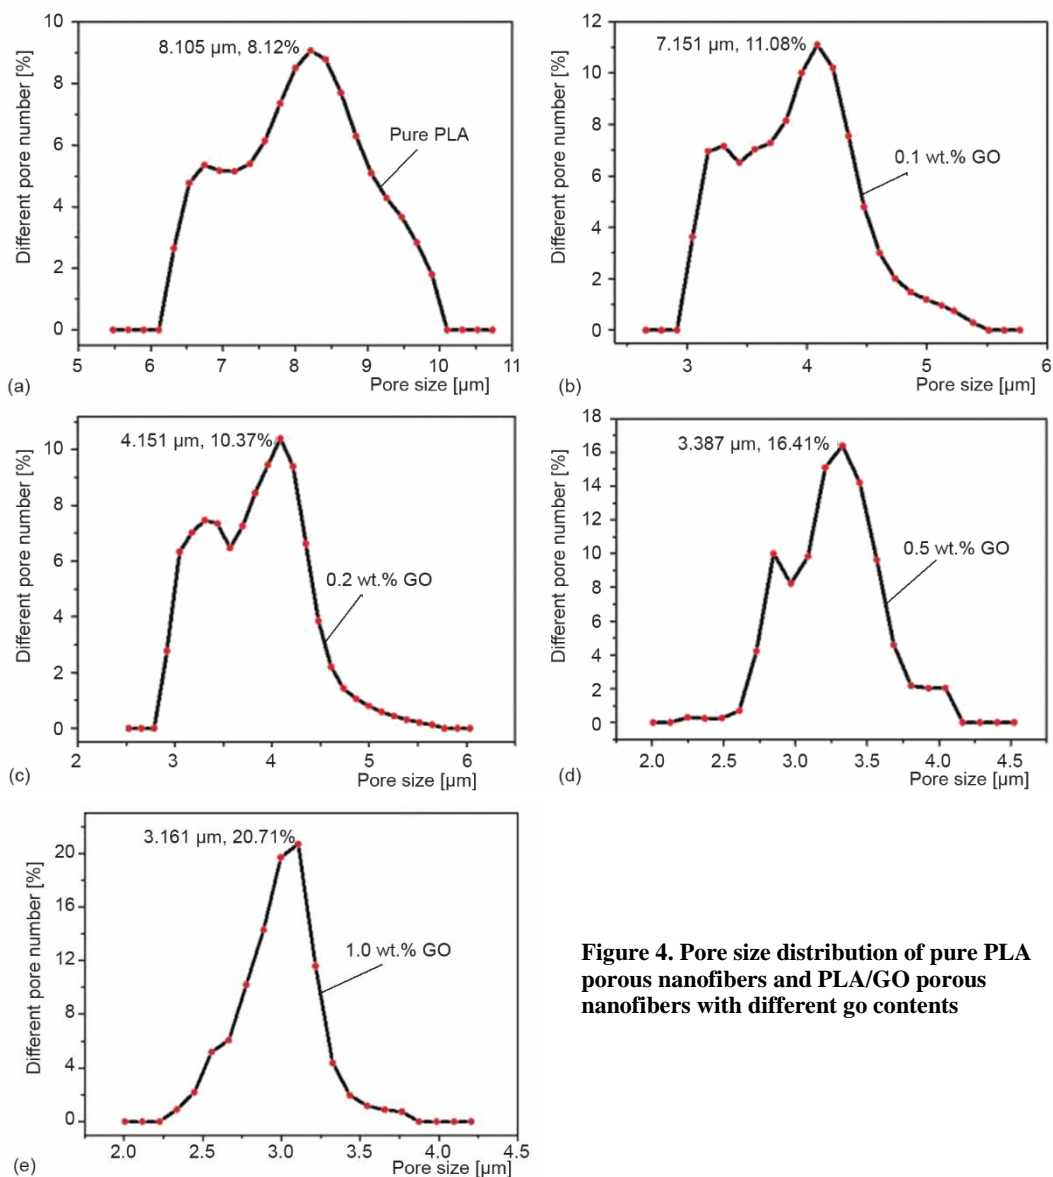 10
8
6
4
2
0
Different pore number [%]
8.105 µm, 8.12%
Pure PLA
5 6 7 8 9 10 11
(a)
Pore size [µm]
12
10
8
6
4
2
0
Different pore number [%]
7.151 µm, 11.08%
0.1 wt.% GO
3 4 5 6
(b)
Pore size [µm]
10
8
6
4
2
0
Different pore number [%]
4.151 µm, 10.37%
0.2 wt.% GO
2 3 4 5 6
(c)
Pore size [µm]
18
16
14
12
10
8
6
4
2
0
Different pore number [%]
3.387 µm, 16.41%
0.5 wt.% GO
2.0 2.5 3.0 3.5 4.0 4.5
(d)
Pore size [µm]
20
16
12
8
4
0
Different pore number [%]
3.161 µm, 20.71%
1.0 wt.% GO
2.0 2.5 3.0 3.5 4.0 4.5
(e)
Pore size [µm]
Figure 4. Pore size distribution of pure PLA
porous nanofibers and PLA/GO porous
nanofibers with different go contents